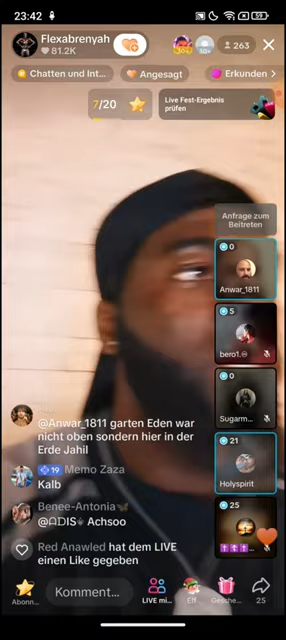 23:42
59
Flexabrenyah
81.2K
263
Chatten und Int...
Angesagt
Erkunden
7/20
Live Fest-Ergebnis
prüfen
Anfrage zum
Beitreten
0
Anwar_1811
5
bero1.
0
Sugarm...
21
Holyspirit
25
@Anwar_1811 garten Eden war
nicht oben sondern hier in der
Erde Jahil
19 Memo Zaza
Kalb
Benee-Antonia
Achsoo
Red Anawled hat dem LIVE
einen Like gegeben
Abonn...
Komment...
LIVE mi...
Elf
Gesche...
25